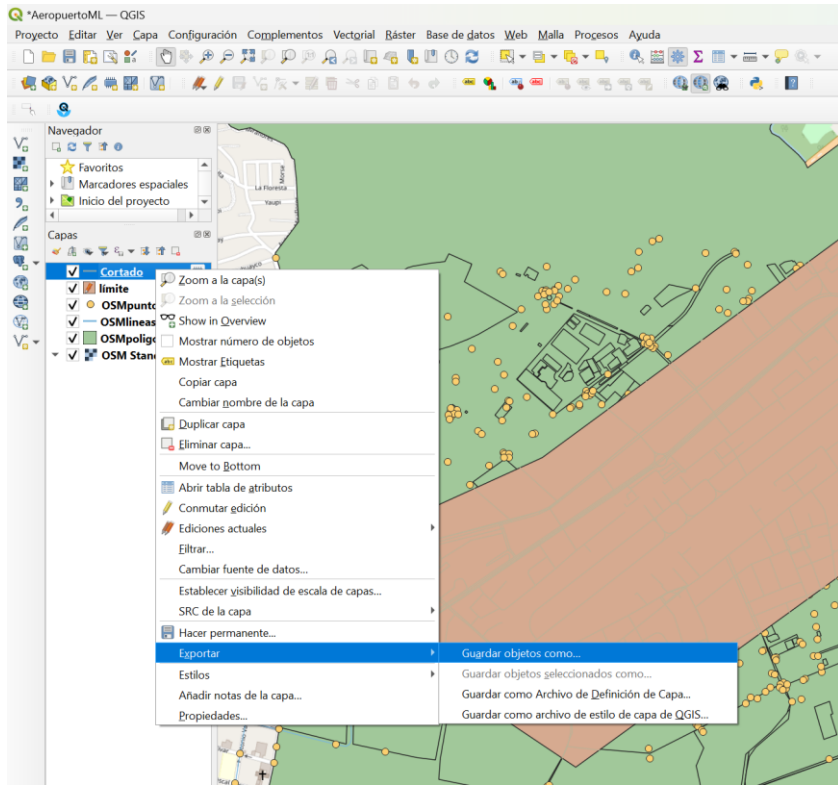 *AeropuertoML — QGIS
Proyecto Editar Ver Capa Configuración Complementos Vectorial Ráster Base de datos Web Malla Procesos Ayuda
Navegador
Favoritos
Marcadores espaciales
Inicio del proyecto
Capas
Cortado
límite
OSMpunto
OSMlineas
OSMpoligo
OSM Stan
Zoom a la capa(s)
Zoom a la selección
Show in Overview
Mostrar número de objetos
Mostrar Etiquetas
Copiar capa
Cambiar nombre de la capa
Duplicar capa
Eliminar capa...
Move to Bottom
Abrir tabla de atributos
Conmutar edición
Ediciones actuales
Filtrar...
Cambiar fuente de datos...
Establecer visibilidad de escala de capas...
SRC de la capa
Hacer permanente...
Exportar
Estilos
Añadir notas de la capa...
Propiedades...
Guardar objetos como...
Guardar objetos seleccionados como...
Guardar como Archivo de Definición de Capa...
Guardar como archivo de estilo de capa de QGIS...
La Floresta
Yaupi
Morse